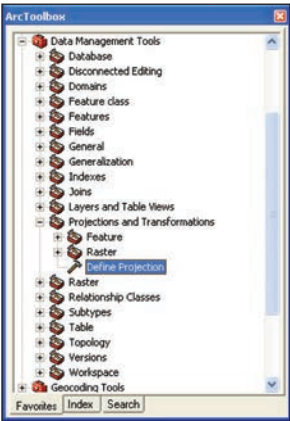 ArcToolbox
Data Management Tools
Database
Disconnected Editing
Domains
Feature class
Features
Fields
General
Generalization
Indexes
Joins
Layers and Table Views
Projections and Transformations
Feature
Raster
Define Projection
Raster
Relationship Classes
Subtypes
Table
Topology
Versions
Workspace
Geocoding Tools
Favorites Index Search